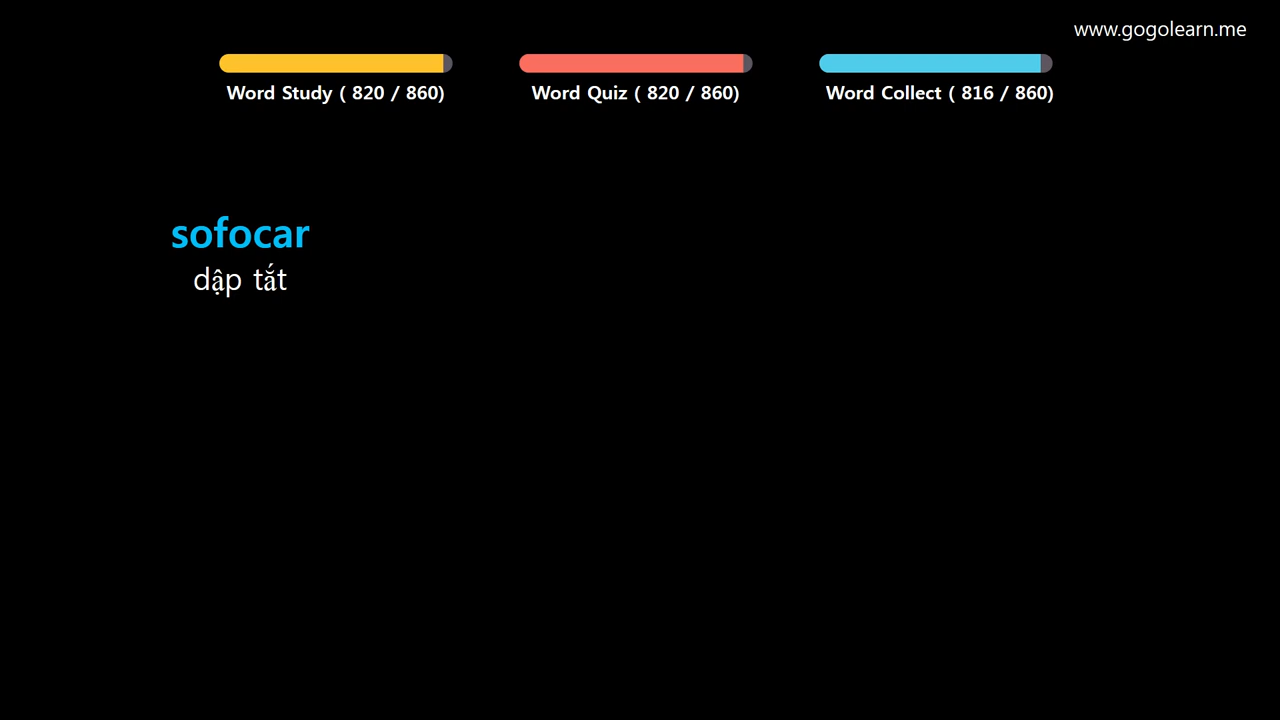 www.gogolearn.me
Word Study ( 820 / 860)
Word Quiz ( 820 / 860)
Word Collect ( 816 / 860)
sofocar
dập tắt